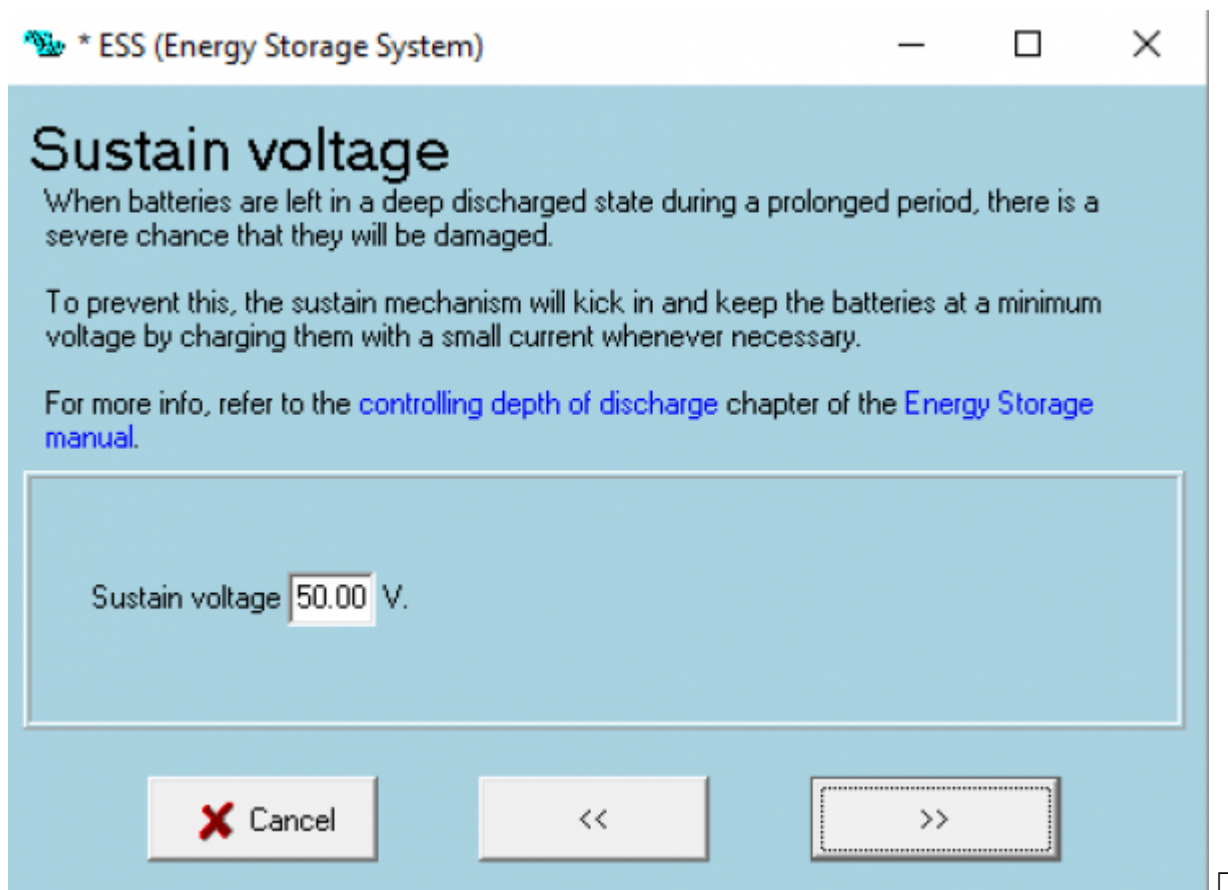 * ESS (Energy Storage System)
Sustain voltage
When batteries are left in a deep discharged state during a prolonged period, there is a
severe chance that they will be damaged.
To prevent this, the sustain mechanism will kick in and keep the batteries at a minimum
voltage by charging them with a small current whenever necessary.
For more info, refer to the controlling depth of discharge chapter of the Energy Storage
manual.
Sustain voltage 50.00 V.
Cancel << >>